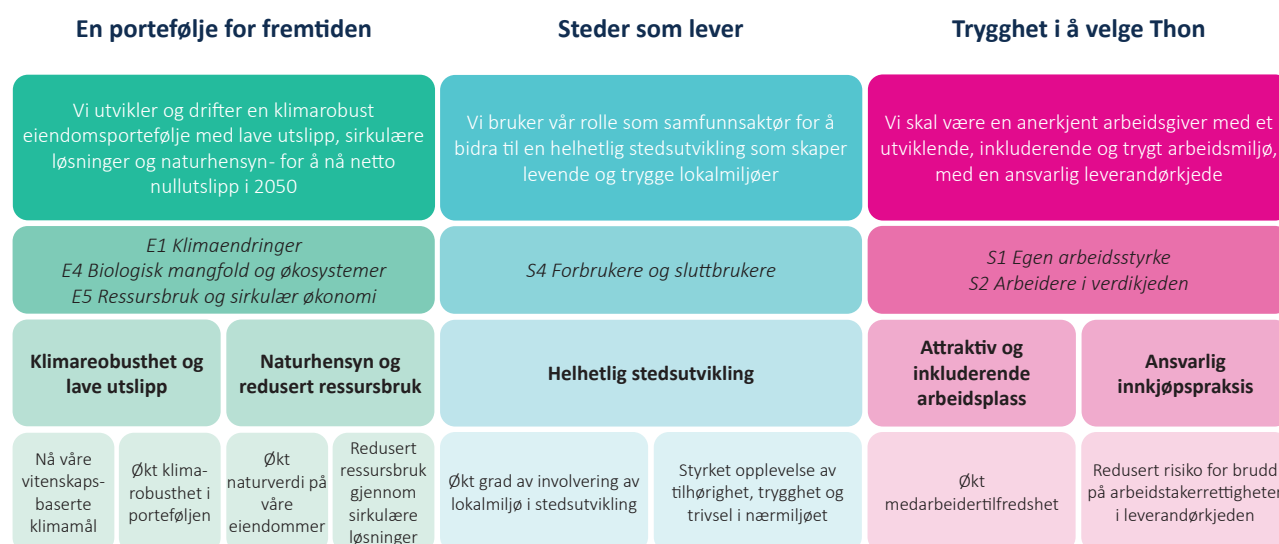 En portefølje for fremtiden
Steder som lever
Trygghet i å velge Thon
Vi utvikler og drifter en klimarobust
eiendomsportefølje med lave utslipp, sirkulære
løsninger og naturhensyn- for å nå netto
nullutslipp i 2050
Vi bruker vår rolle som samfunnsaktør for å
bidra til en helhetlig stedsutvikling som skaper
levende og trygge lokalmiljøer
Vi skal være en anerkjent arbeidsgiver med et
utviklende, inkluderende og trygt arbeidsmiljø,
med en ansvarlig leverandørkjede
E1 Klimaendringer
E4 Biologisk mangfold og økosystemer
E5 Ressursbruk og sirkulær økonomi
S4 Forbrukere og sluttbrukere
S1 Egen arbeidsstyrke
S2 Arbeidere i verdikjeden
Klimareobusthet og
lave utslipp
Naturhensyn og
redusert ressursbruk
Helhetlig stedsutvikling
Attraktiv og
inkluderende
arbeidsplass
Ansvarlig
innkjøpspraksis
Nå våre
vitenskaps-
baserte
klimamål
Økt klima-
robusthet i
porteføljen
Økt
naturverdi på
våre
eiendommer
Redusert
ressursbruk
gjennom
sirkulære
løsninger
Økt grad av involvering av
lokalmiljø i stedsutvikling
Styrket opplevelse av
tilhørighet, trygghet og
trivsel i nærmiljøet
Økt
medarbeidertilfredshet
Redusert risiko for brudd
på arbeidstakerrettigheter
i leverandørkjeden